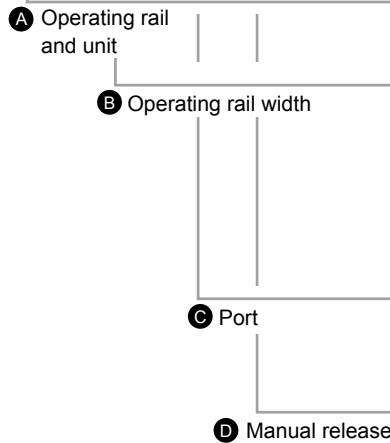 A Operating rail
and unit
B Operating rail width
C Port
D Manual release